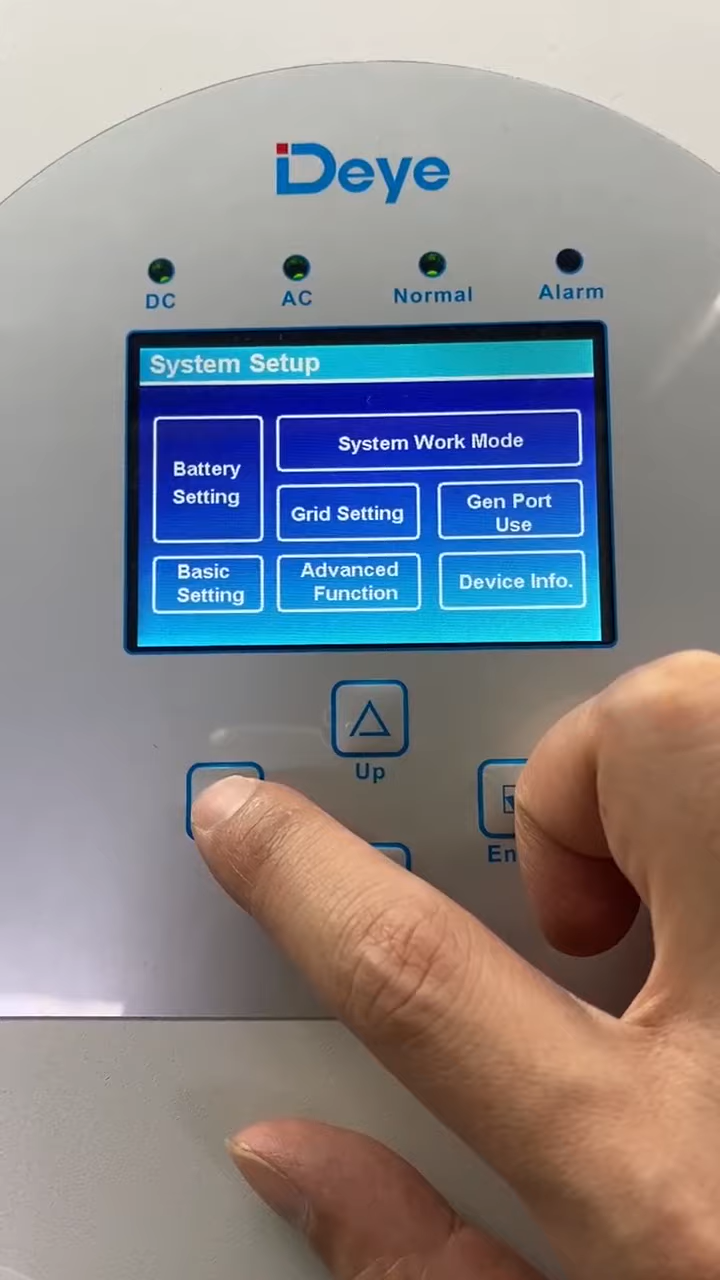 Deye
DC
AC
Normal
Alarm
System Setup
Battery
Setting
System Work Mode
Grid Setting
Gen Port
Use
Basic
Setting
Advanced
Function
Device Info.
Up
En